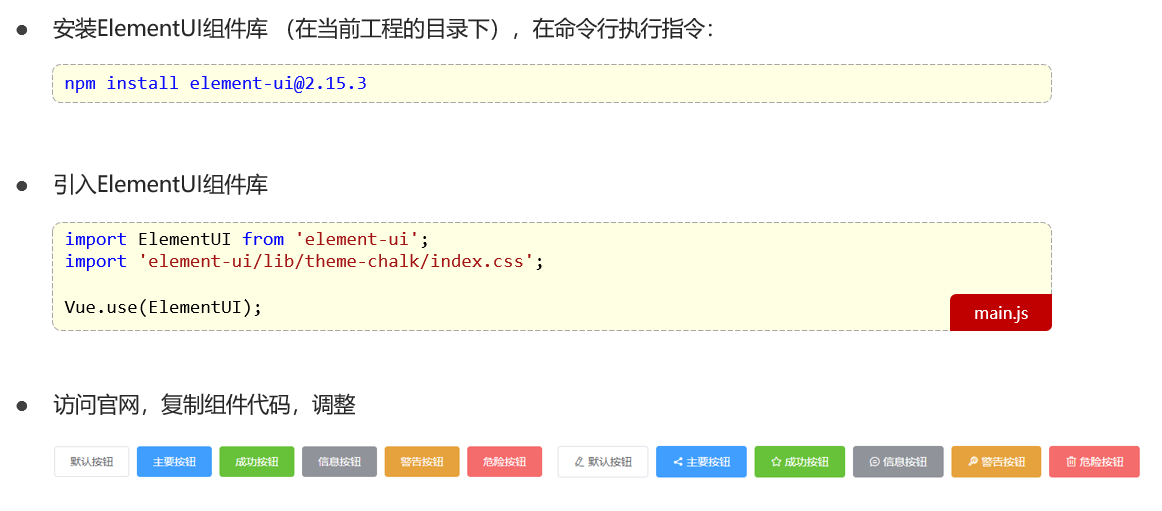 ● 安装ElementUI组件库 （在当前工程的目录下），在命令行执行指令：
npm install element-ui@2.15.3
● 引入ElementUI组件库
import ElementUI from 'element-ui';
import 'element-ui/lib/theme-chalk/index.css';
Vue.use(ElementUI);
main.js
● 访问官网，复制组件代码，调整
默认按钮 主要按钮 成功按钮 信息按钮 警告按钮 危险按钮 默认按钮 主要按钮 成功按钮 信息按钮 警告按钮 危险按钮